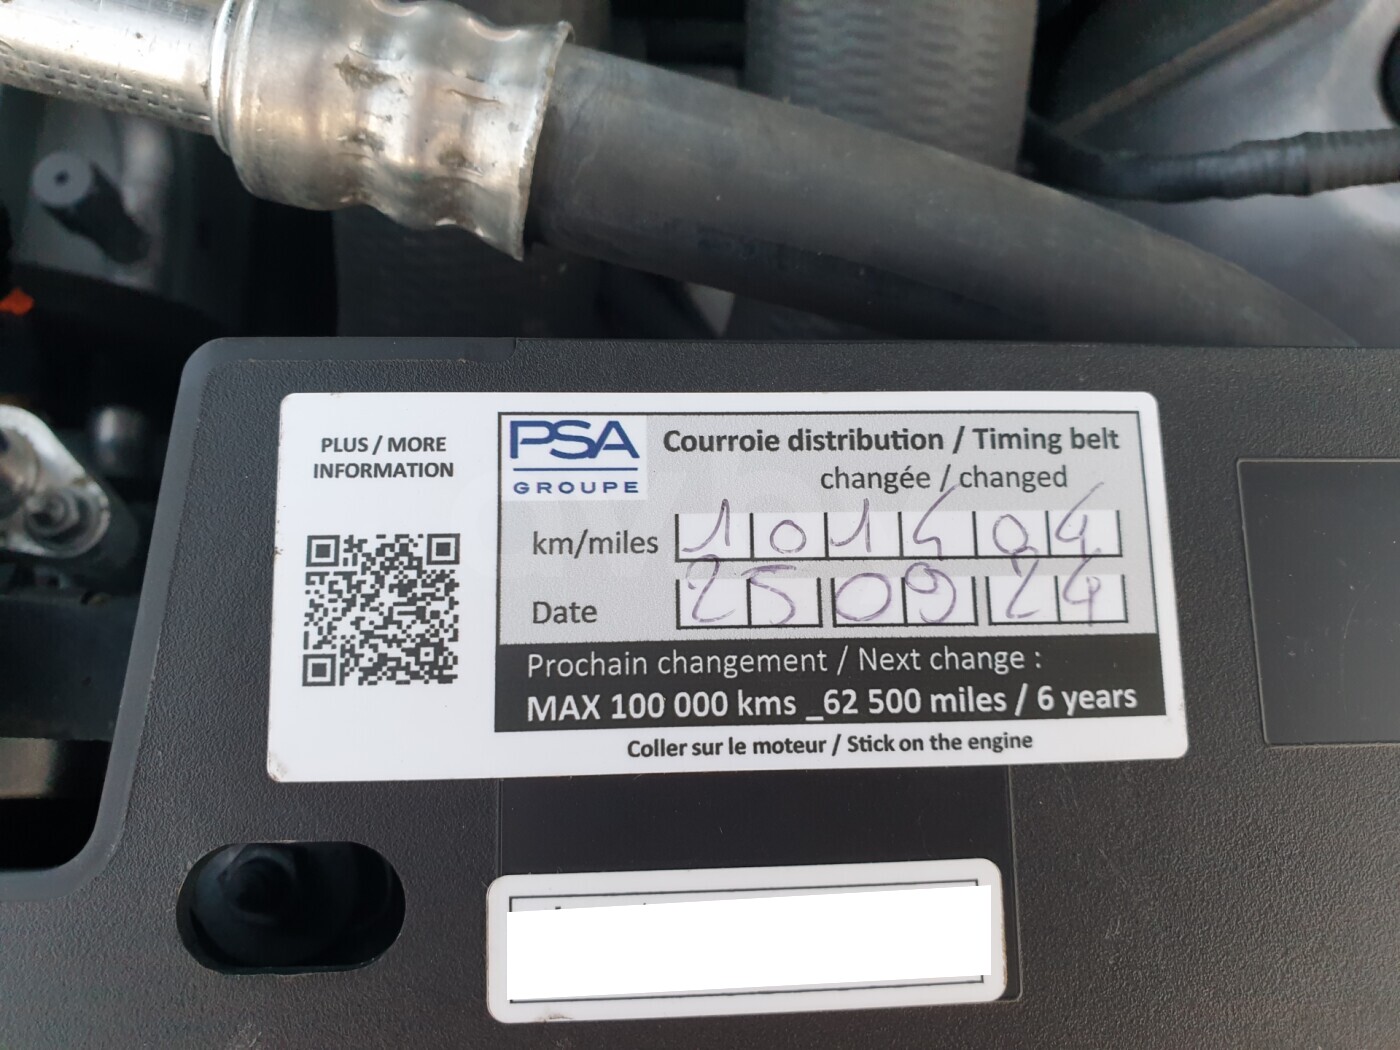 PLUS / MORE
INFORMATION
PSA
GROUPE
Courroie distribution / Timing belt
changée / changed
km/miles 101404
Date 25 09 24
Prochain changement / Next change :
MAX 100 000 kms _62 500 miles / 6 years
Coller sur le moteur / Stick on the engine